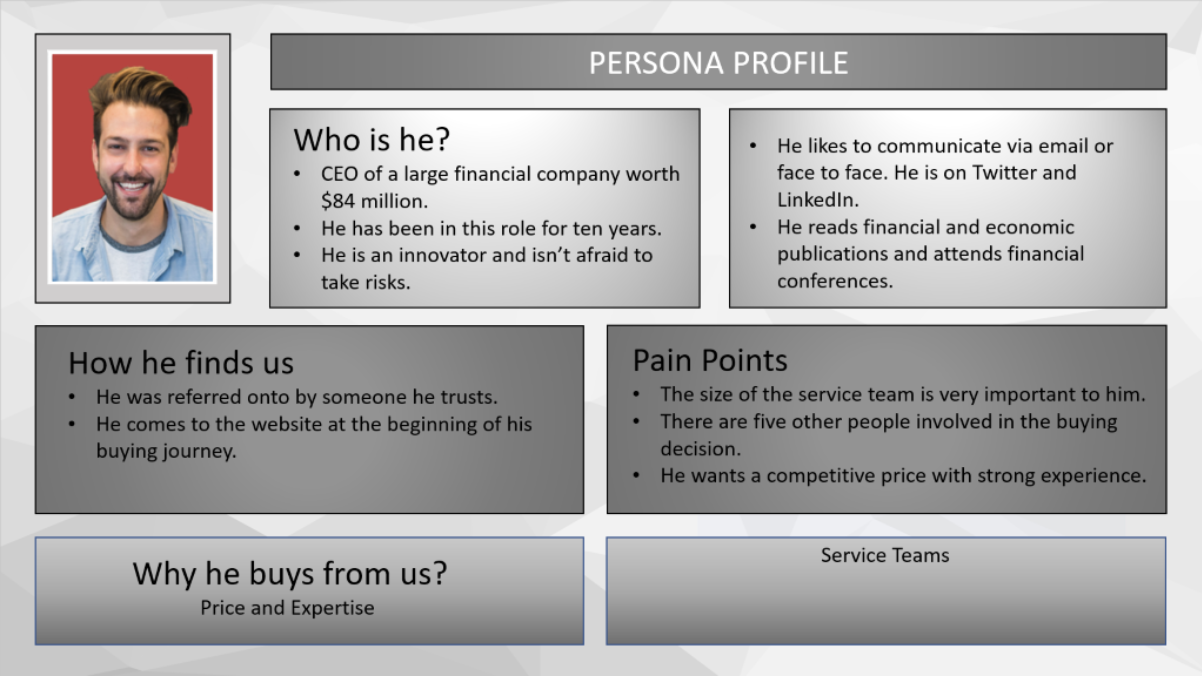 PERSONA PROFILE
Who is he?
• CEO of a large financial company worth
$84 million.
• He has been in this role for ten years.
• He is an innovator and isn’t afraid to
take risks.
• He likes to communicate via email or
face to face. He is on Twitter and
LinkedIn.
• He reads financial and economic
publications and attends financial
conferences.
How he finds us
• He was referred onto by someone he trusts.
• He comes to the website at the beginning of his
buying journey.
Pain Points
• The size of the service team is very important to him.
• There are five other people involved in the buying
decision.
• He wants a competitive price with strong experience.
Why he buys from us?
Price and Expertise
Service Teams